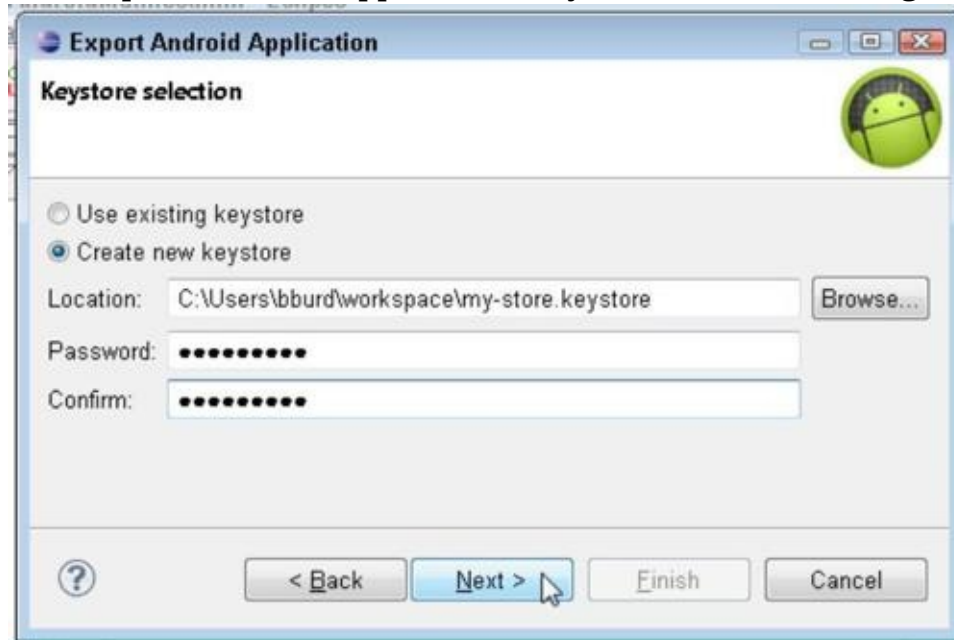 Export Android Application
Keystore selection
Use existing keystore
Create new keystore
Location: C:\Users\bburd\workspace\my-store.keystore Browse...
Password: •••••••••
Confirm: •••••••••
? < Back Next > Finish Cancel